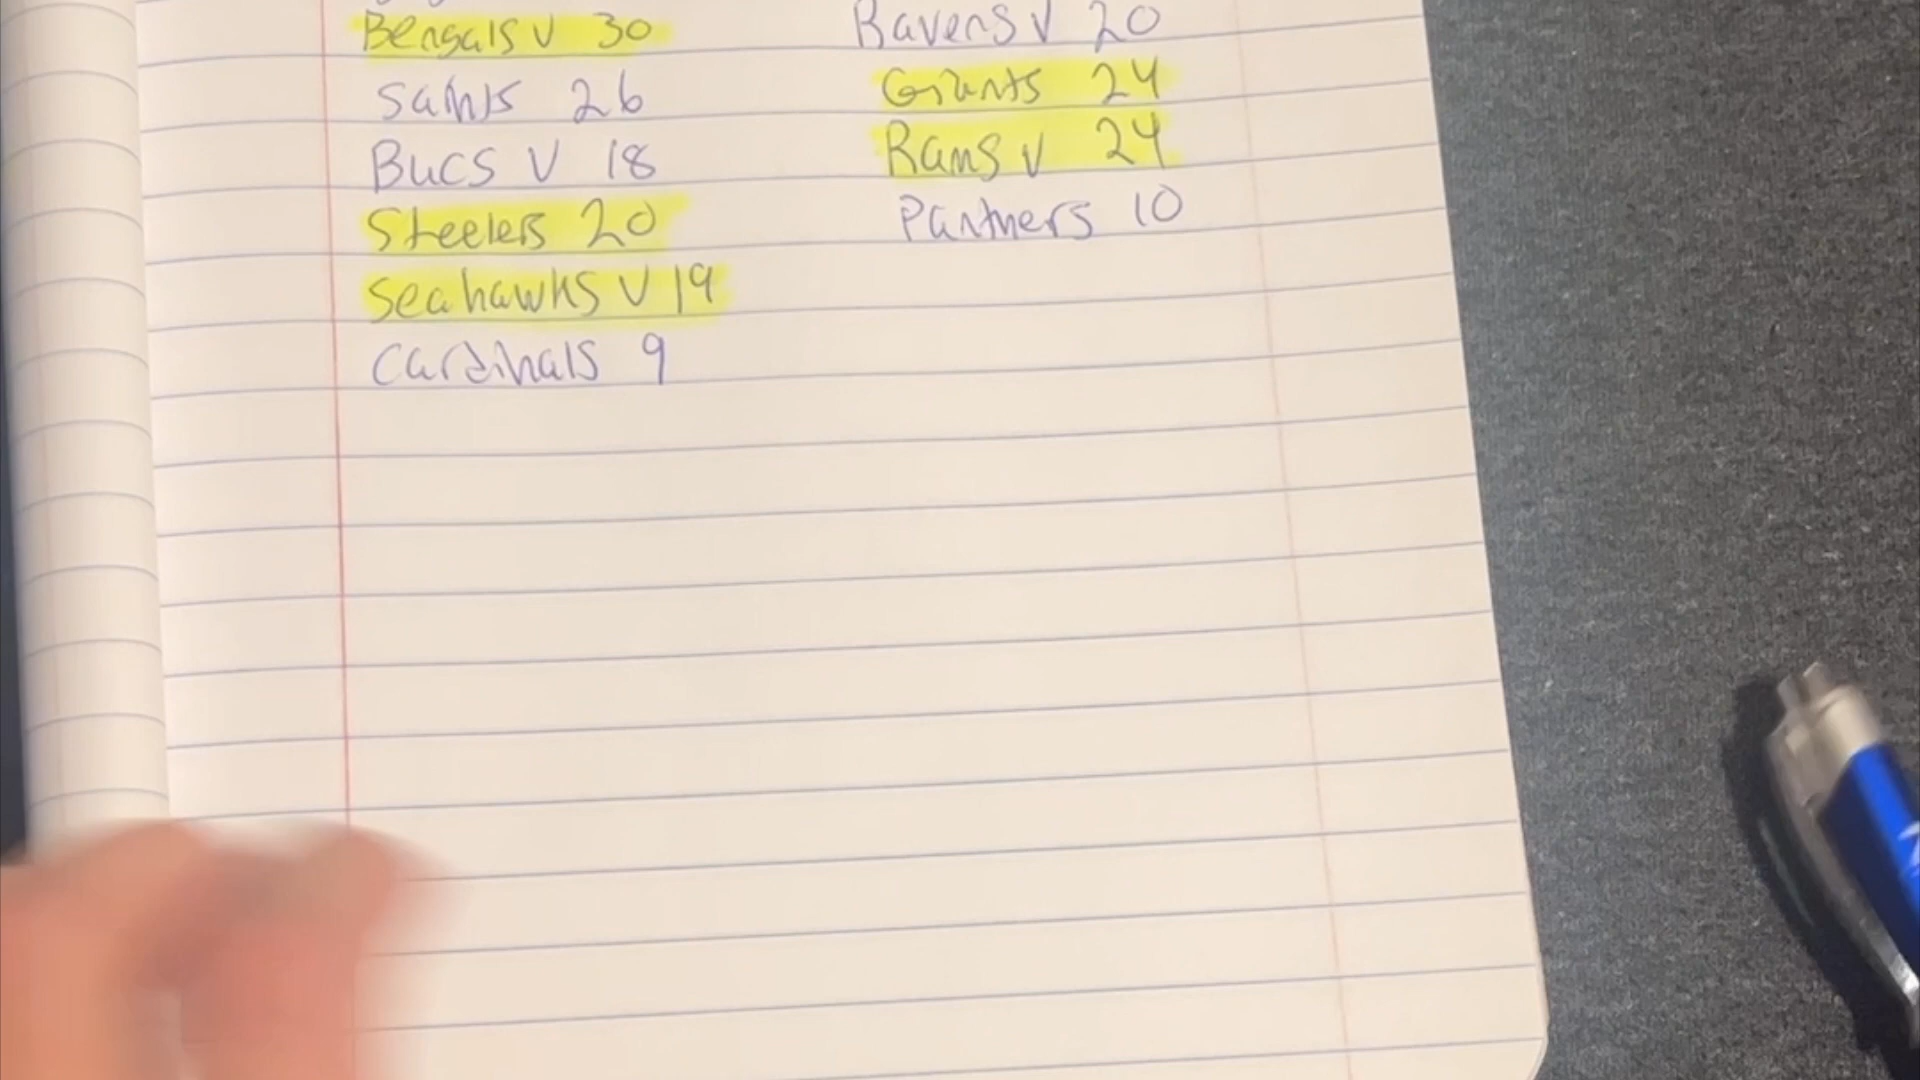 Bengals v 30
Saints 26
Bucs v 18
Steelers 20
Seahawks v 19
Cardinals 9
Ravens v 20
Giants 24
Rams v 24
Panthers 10